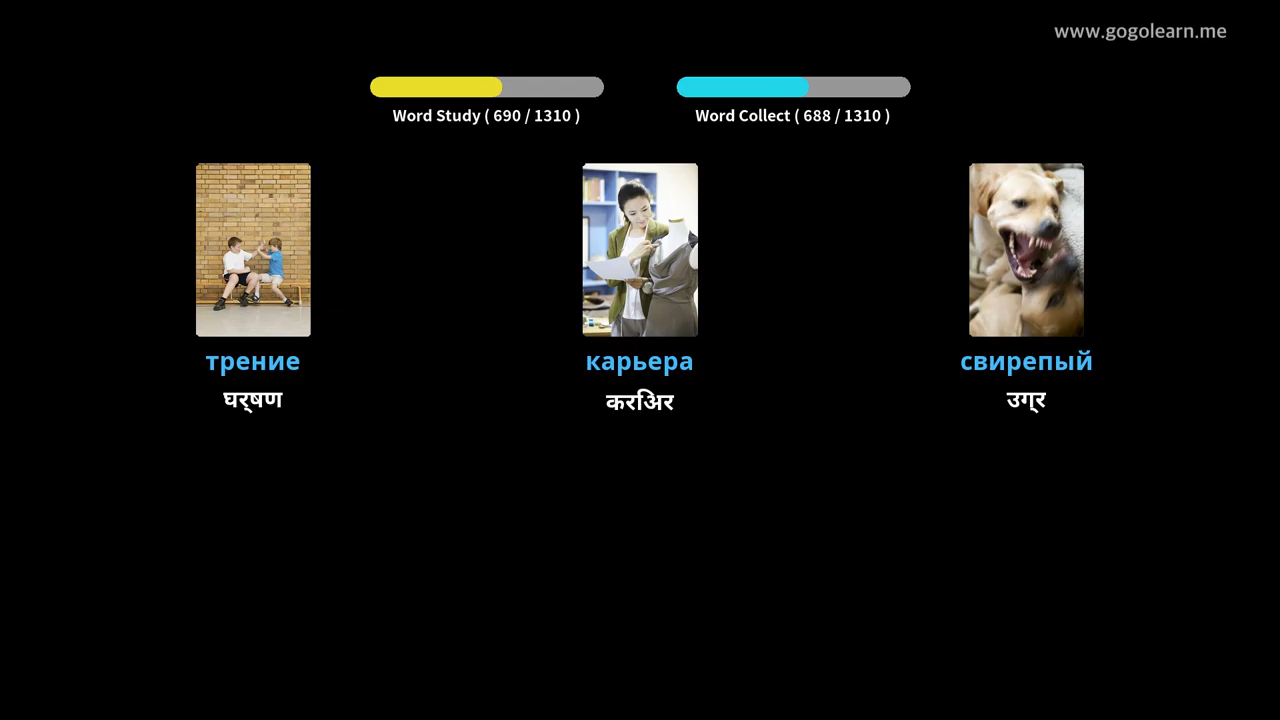 www.gogolearn.me
Word Study ( 690 / 1310 )
Word Collect ( 688 / 1310 )
трение
карьера
свирепый
घर्षण
करिअर
उग्र